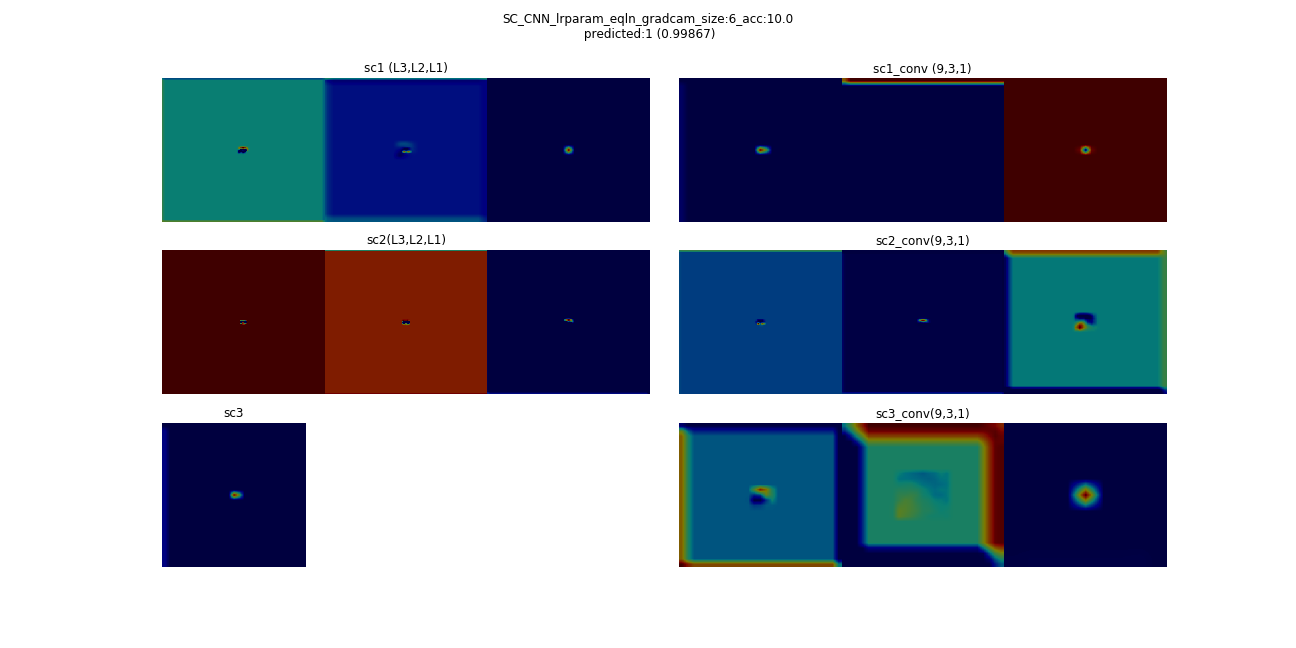 SC_CNN_lrparam_eqln_gradcam_size:6_acc:10.0
predicted:1 (0.99867)
sc1 (L3,L2,L1)
sc1_conv (9,3,1)
sc2(L3,L2,L1)
sc2_conv(9,3,1)
sc3
sc3_conv(9,3,1)